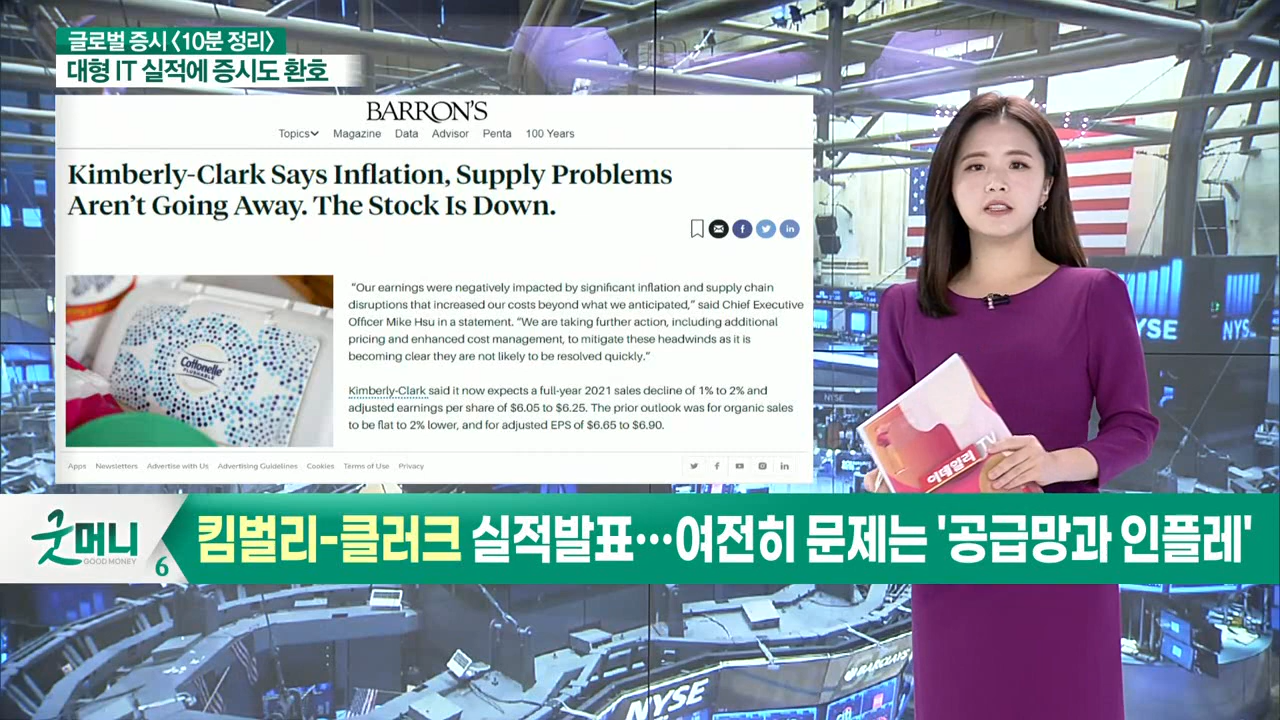 글로벌 증시 <10분 정리>
대형 IT 실적에 증시도 환호
BARRON'S
Topics Magazine Data Advisor Penta 100 Years
Kimberly-Clark Says Inflation, Supply Problems
Aren't Going Away. The Stock Is Down.
Cottonelle
FLUSHABLE
"Our earnings were negatively impacted by significant inflation and supply chain
disruptions that increased our costs beyond what we anticipated," said Chief Executive
Officer Mike Hsu in a statement. "We are taking further action, including additional
pricing and enhanced cost management, to mitigate these headwinds as it is
becoming clear they are not likely to be resolved quickly."
Kimberly-Clark said it now expects a full-year 2021 sales decline of 1% to 2% and
adjusted earnings per share of $6.05 to $6.25. The prior outlook was for organic sales
to be flat to 2% lower, and for adjusted EPS of $6.65 to $6.90.
Apps Newsletters Advertise with Us Advertising Guidelines Cookies Terms of Use Privacy
이데일리 TV
굿머니
GOOD MONEY
6
킴벌리-클러크 실적발표…여전히 문제는 '공급망과 인플레'
NYSE
NYS
NYSE
NYSE
BARCLAYS